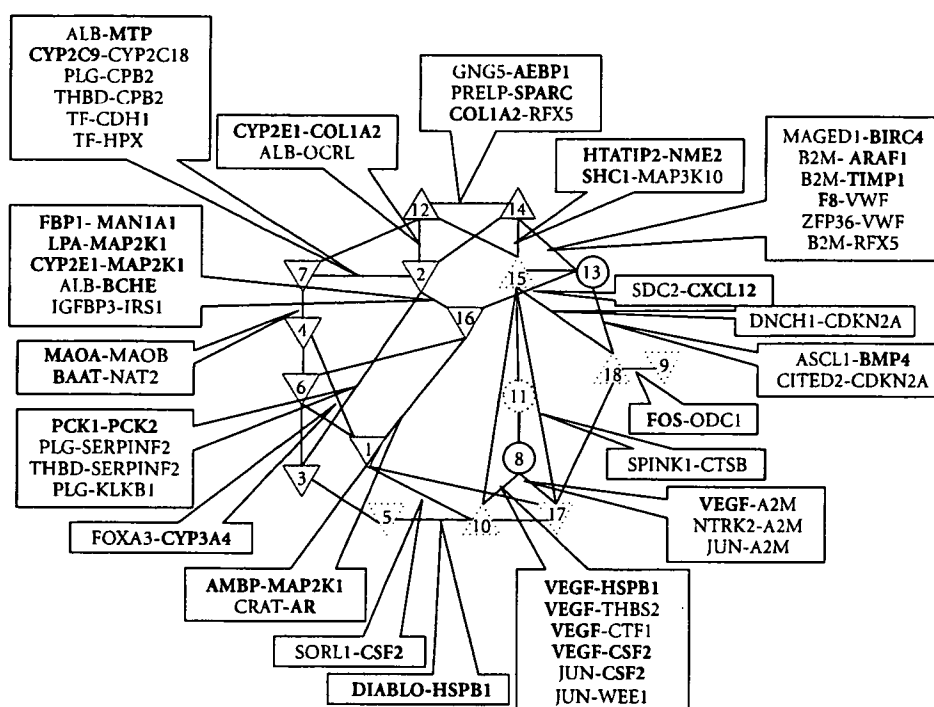 ALB-MTP
CYP2C9-CYP2C18
PLG-CPB2
THBD-CPB2
TF-CDH1
TF-HPX
GNG5-AEBP1
PRELP-SPARC
COL1A2-RFX5
CYP2E1-COL1A2
ALB-OCRL
HTATIP2-NME2
SHC1-MAP3K10
MAGED1-BIRC4
B2M- ARAF1
B2M-TIMP1
F8-VWF
ZFP36-VWF
B2M-RFX5
12
14
FBP1- MAN1A1
LPA-MAP2K1
CYP2E1-MAP2K1
ALB-BCHE
IGFBP3-IRS1
7
2
15
13
SDC2-CXCL12
16
DNCH1-CDKN2A
4
MAOA-MAOB
BAAT-NAT2
ASCL1-BMP4
CITED2-CDKN2A
6
18
9
11
FOS-ODC1
PCK1-PCK2
PLG-SERPINF2
THBD-SERPINF2
PLG-KLKB1
1
8
SPINK1-CTSB
3
FOXA3-CYP3A4
5
10
17
VEGF-A2M
NTRK2-A2M
JUN-A2M
AMBP-MAP2K1
CRAT-AR
VEGF-HSPB1
VEGF-THBS2
VEGF-CTF1
VEGF-CSF2
JUN-CSF2
JUN-WEE1
SORL1-CSF2
DIABLO-HSPB1